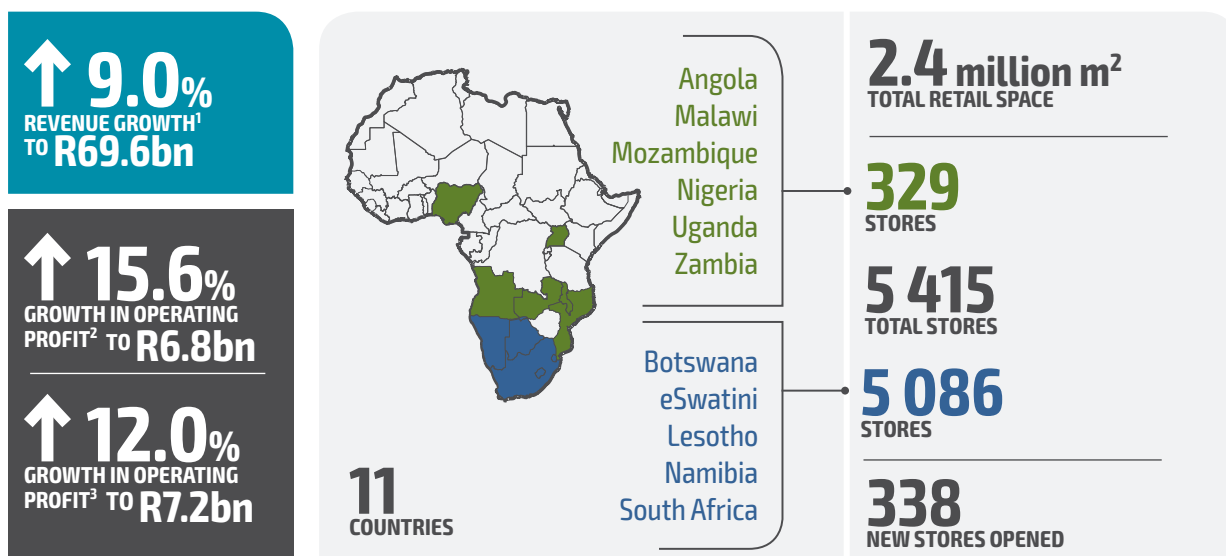 9.0%
REVENUE GROWTH¹
TO R69.6bn
15.6%
GROWTH IN OPERATING
PROFIT² TO R6.8bn
12.0%
GROWTH IN OPERATING
PROFIT³ TO R7.2bn
11
COUNTRIES
Angola
Malawi
Mozambique
Nigeria
Uganda
Zambia
Botswana
eSwatini
Lesotho
Namibia
South Africa
2.4 million m²
TOTAL RETAIL SPACE
329
STORES
5 415
TOTAL STORES
5 086
STORES
338
NEW STORES OPENED